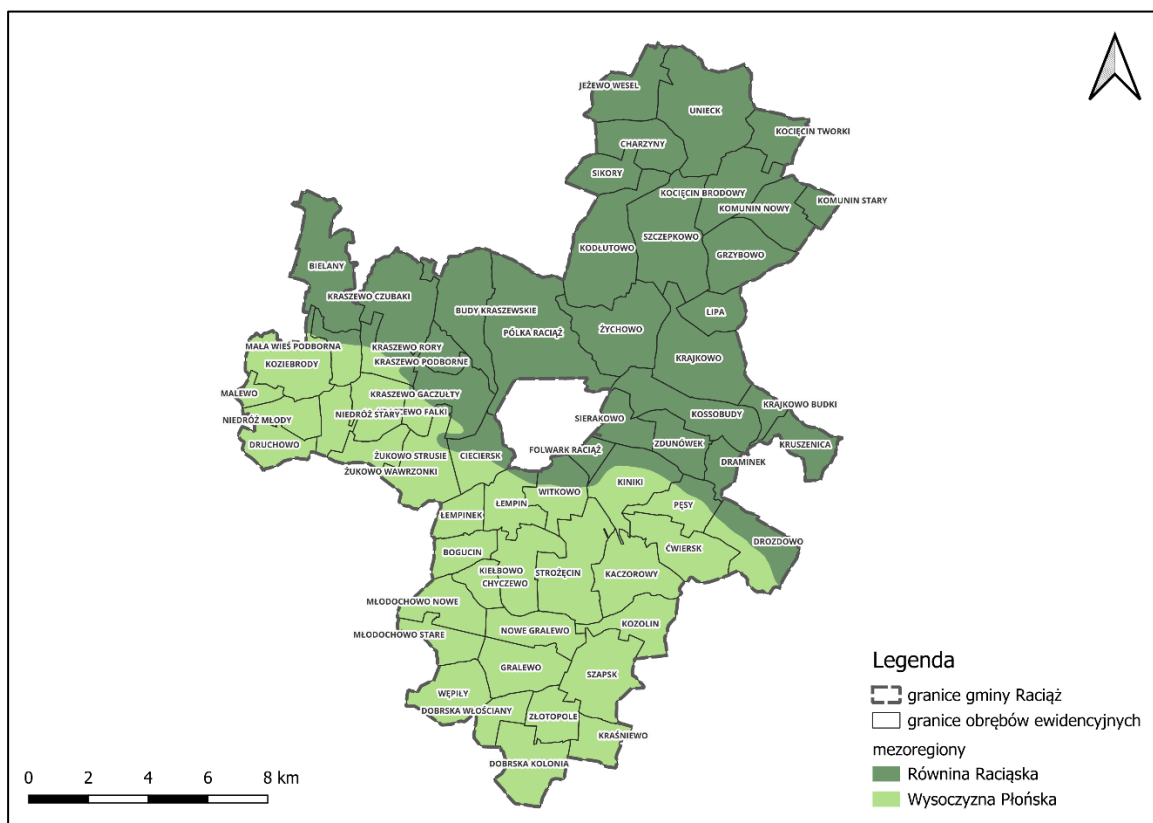 JEŻEWO WESEL
UNIECK
KOCIĘCIN TWORKI
CHARZYNY
SIKORY
KOCIĘCIN BRODOWY
KOMUNIN STARY
KOMUNIN NOWY
SZCZEPKOWO
KODŁUTOWO
GRZYBOWO
BIELANY
KRASZEWO CZUBAKI
BUDY KRASZEWSKIE
LIPA
PÓLKA RACIĄŻ
ŻYCHOWO
MAŁA WIEŚ PODBORNA
KRASZEWO RORY
KOZIEBRODY
KRASZEWO PODBORNE
KRAJKOWO
MALEWO
KRASZEWO GACZUŁTY
KRAJKOWO BUDKI
NIEDRÓŻ MŁODY
NIEDRÓŻ STARY
FALKI
SIERAKOWO
KOSSOBUDY
DRUCHOWO
ZDUNÓWEK
KRUSZENICA
ŻUKOWO STRUSIE
CIECIERSK
FOLWARK RACIĄŻ
DRAMINEK
ŻUKOWO WAWRZONKI
KINIKI
WITKOWO
ŁEMPIN
PĘSY
ŁEMPINEK
DROZDOWO
BOGUCIN
ĆWIERSK
KIEŁBOWO
STROŻĘCIN
KACZOROWY
CHYCZEWO
MŁODOCHOWO NOWE
KOZOLIN
NOWE GRALEWO
MŁODOCHOWO STARE
GRALEWO
SZAPSK
WĘPIŁY
DOBRSKA WŁOŚCIANY
ZŁOTOPOLE
KRAŚNIEWO
DOBRSKA KOLONIA
Legenda
granice gminy Raciąż
granice obrębów ewidencyjnych
mezoregiony
Równina Raciąska
Wysoczyzna Płońska
0 2 4 6 8 km